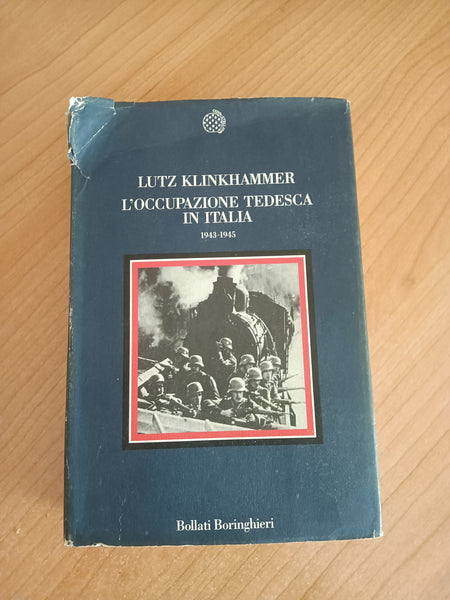 LUTZ KLINKHAMMER
L'OCCUPAZIONE TEDESCA
IN ITALIA
1943-1945
Bollati Boringhieri